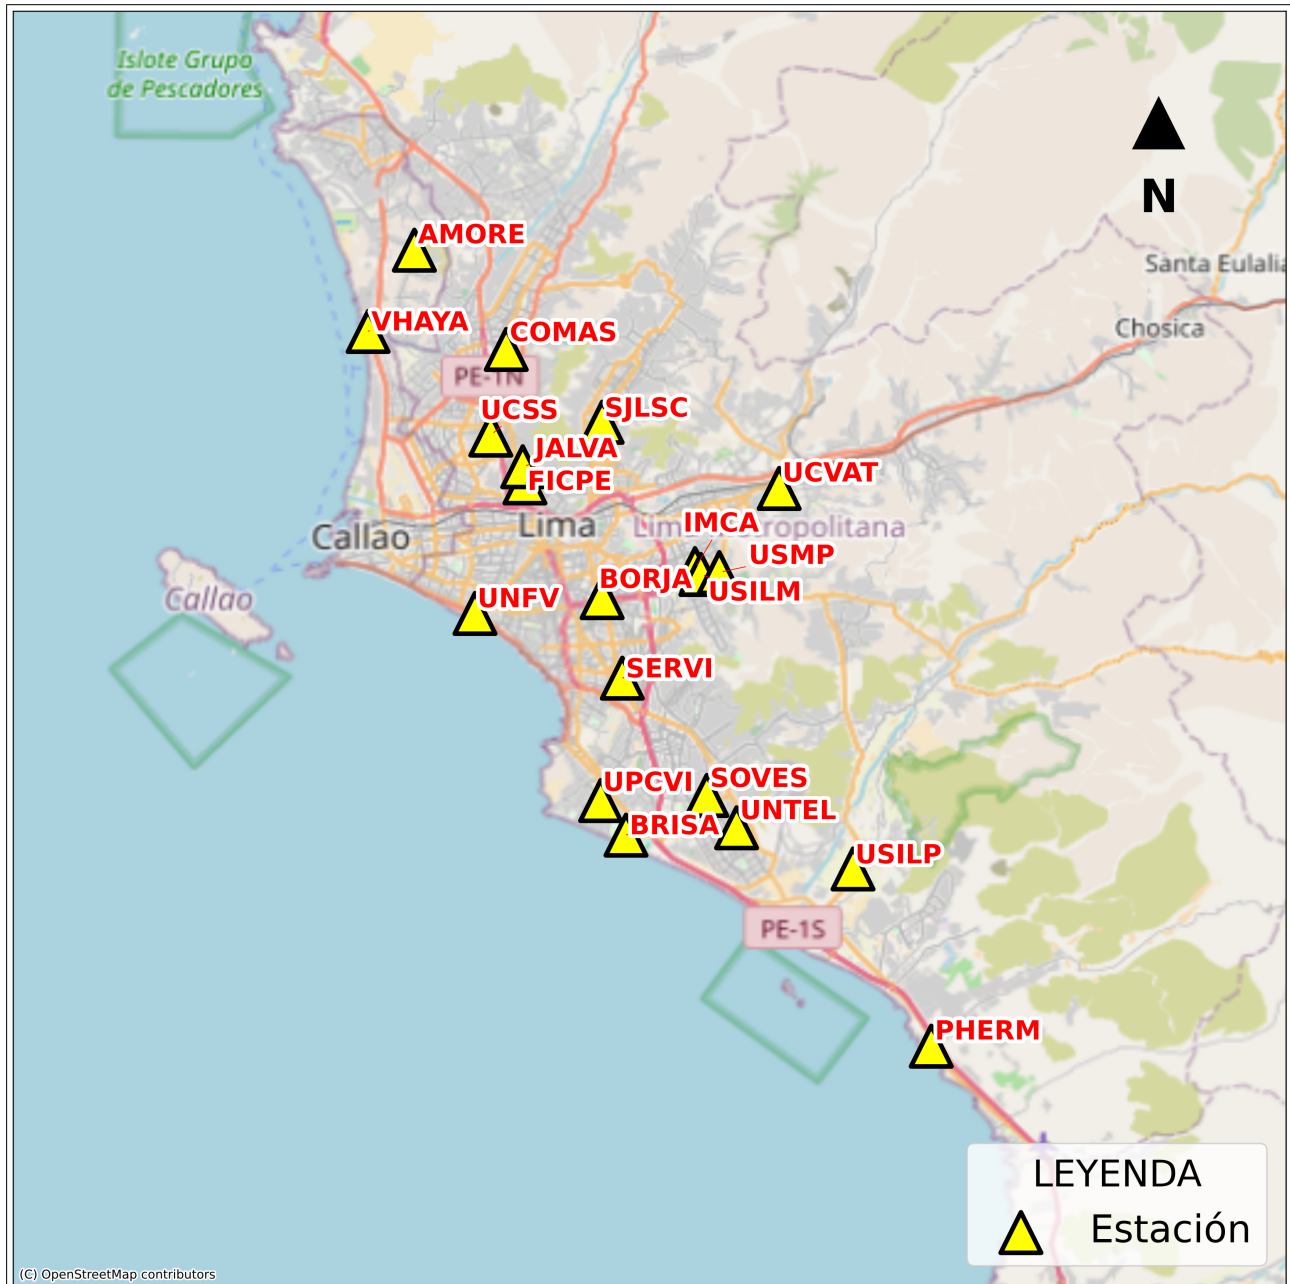 Islote Grupo
de Pescadores
N
AMORE
Santa Eulalia
VHAYA
COMAS
Chosica
PE-1N
UCSS
SJLSC
JALVA
UCVAT
FICPE
IMCA
Lima
Lima Metropolitana
Callao
USMP
BORJA
USILM
Callao
UNFV
SERVI
UPCVI
SOVES
UNTEL
BRISA
USILP
PE-1S
PHERM
LEYENDA
Estación
(C) OpenStreetMap contributors